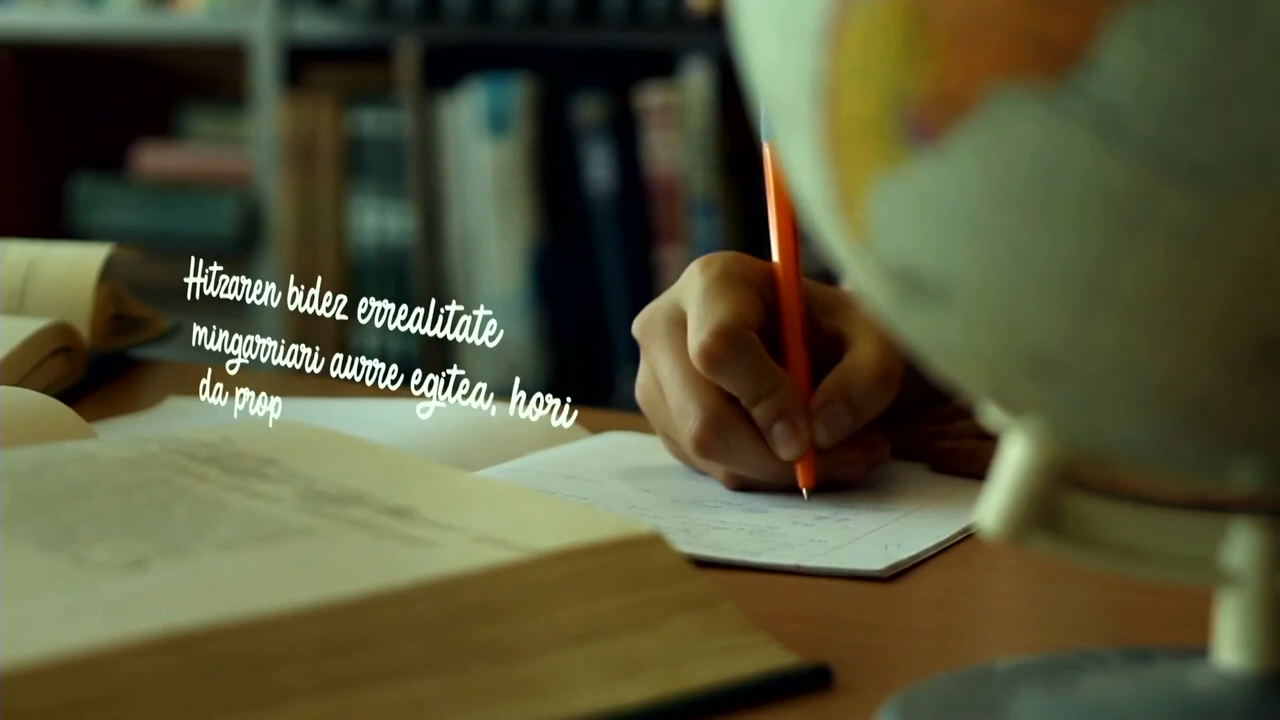 Hitzaren bidez errealitate
mingarriari aurre egitea, hori
da prop